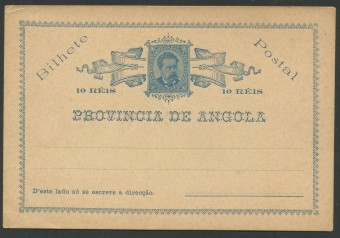 Bilhete Postal
10 RÉIS 10 RÉIS
PROVINCIA DE ANGOLA
D'este lado só se escreve a direcção.